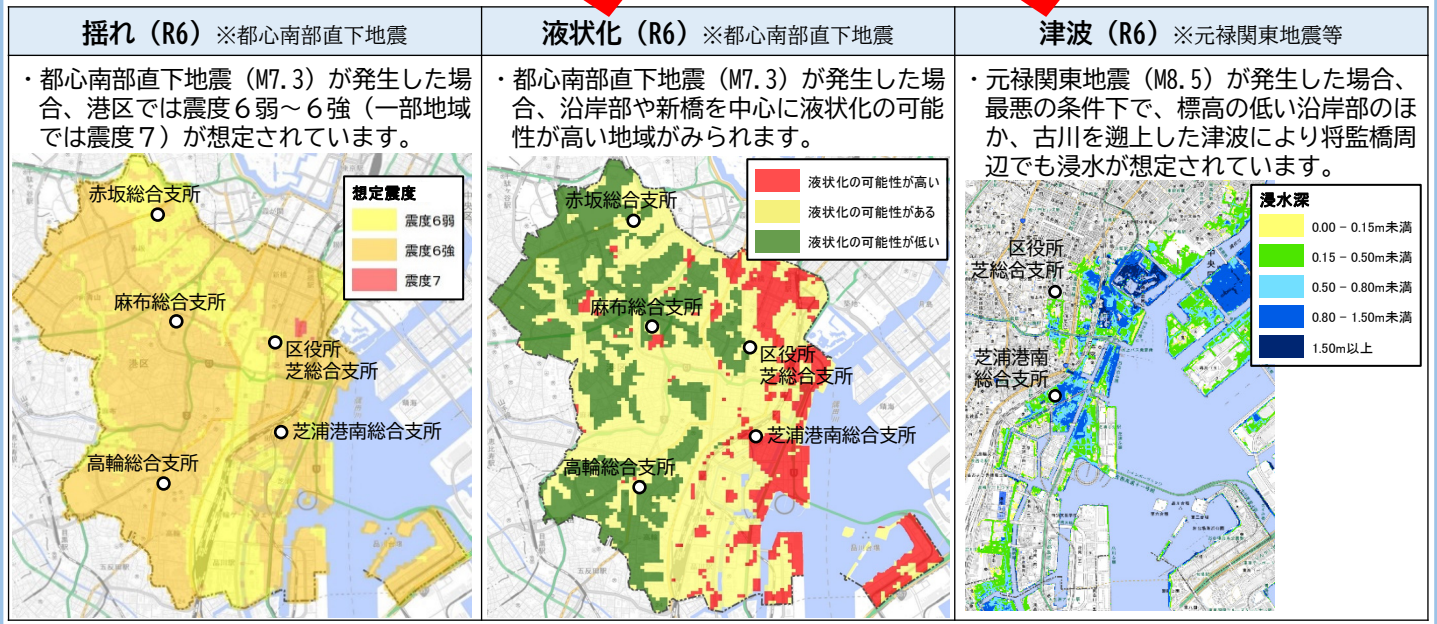 揺れ（R6）※都心南部直下地震
・都心南部直下地震（M7.3）が発生した場
合、港区では震度６弱～６強（一部地域
では震度７）が想定されています。
赤坂総合支所
想定震度
震度6弱
震度6強
震度7
麻布総合支所
区役所
芝総合支所
港区
芝浦港南総合支所
高輪総合支所
液状化（R6）※都心南部直下地震
・都心南部直下地震（M7.3）が発生した場
合、沿岸部や新橋を中心に液状化の可能
性が高い地域がみられます。
液状化の可能性が高い
液状化の可能性がある
液状化の可能性が低い
赤坂総合支所
麻布総合支所
区役所
芝総合支所
芝浦港南総合支所
高輪総合支所
津波（R6）※元禄関東地震等
・元禄関東地震（M8.5）が発生した場合、
最悪の条件下で、標高の低い沿岸部のほ
か、古川を遡上した津波により将監橋周
辺でも浸水が想定されています。
浸水深
0.00 - 0.15m未満
0.15 - 0.50m未満
0.50 - 0.80m未満
0.80 - 1.50m未満
1.50m以上
区役所
芝総合支所
芝浦港南
総合支所